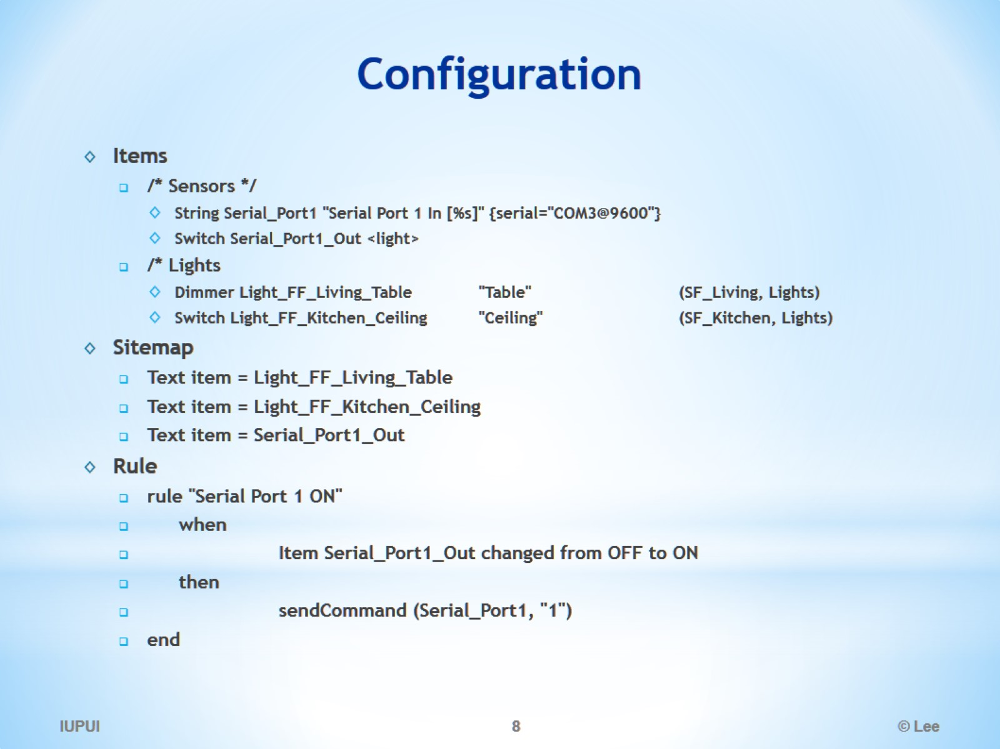 Configuration
Items
/* Sensors */
String Serial_Port1 "Serial Port 1 In [%s]" {serial="COM3@9600"}
Switch Serial_Port1_Out <light>
/* Lights
Dimmer Light_FF_Living_Table "Table" (SF_Living, Lights)
Switch Light_FF_Kitchen_Ceiling "Ceiling" (SF_Kitchen, Lights)
Sitemap
Text item = Light_FF_Living_Table
Text item = Light_FF_Kitchen_Ceiling
Text item = Serial_Port1_Out
Rule
rule "Serial Port 1 ON"
when
Item Serial_Port1_Out changed from OFF to ON
then
sendCommand (Serial_Port1, "1")
end
IUPUI 8 © Lee